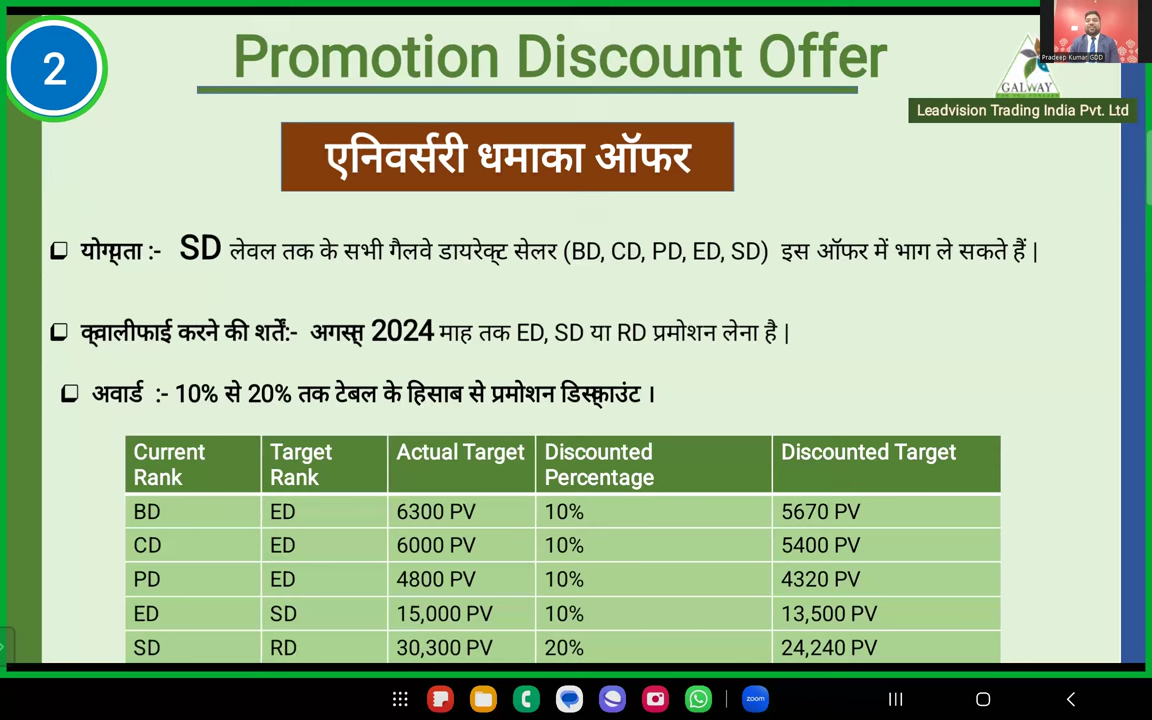 2
Promotion Discount Offer
Pradeep Kumar GDD
GALWAY
Leadvision Trading India Pvt. Ltd
एनिवर्सरी धमाका ऑफर
योग्यता :- SD लेवल तक के सभी गैलवे डायरेक्ट सेलर (BD, CD, PD, ED, SD) इस ऑफर में भाग ले सकते हैं |
क्वालीफाई करने की शर्तें:- अगस्त 2024 माह तक ED, SD या RD प्रमोशन लेना है |
अवार्ड :- 10% से 20% तक टेबल के हिसाब से प्रमोशन डिस्काउंट ।
Current Rank Target Rank Actual Target Discounted Percentage Discounted Target
BD ED 6300 PV 10% 5670 PV
CD ED 6000 PV 10% 5400 PV
PD ED 4800 PV 10% 4320 PV
ED SD 15,000 PV 10% 13,500 PV
SD RD 30,300 PV 20% 24,240 PV
zoom